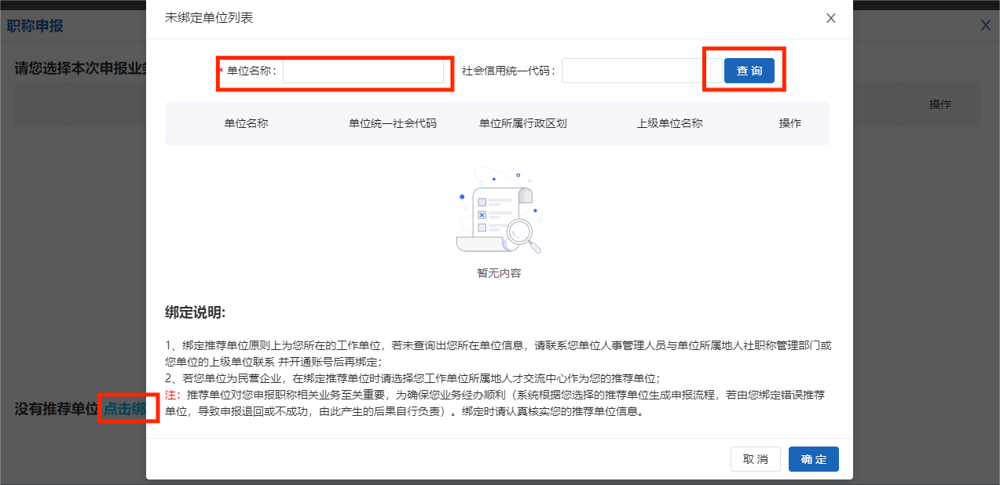 未绑定单位列表
X
职称申报
X
请您选择本次申报业务
* 单位名称：
社会信用统一代码：
查 询
操作
单位名称 单位统一社会代码 单位所属行政区划 上级单位名称 操作
暂无内容
绑定说明:
1、绑定推荐单位原则上为您所在的工作单位，若未查询出您所在单位信息，请联系您单位人事管理人员与单位所属地人社职称管理部门或
您单位的上级单位联系 并开通账号后再绑定；
2、若您单位为民营企业，在绑定推荐单位时请选择您工作单位所属地人才交流中心作为您的推荐单位；
注：推荐单位对您申报职称相关业务至关重要，为确保您业务经办顺利（系统根据您选择的推荐单位生成申报流程，若由您绑定错误推荐
单位，导致申报退回或不成功，由此产生的后果自行负责）。绑定时请认真核实您的推荐单位信息。
没有推荐单位 点击绑
取 消
确 定